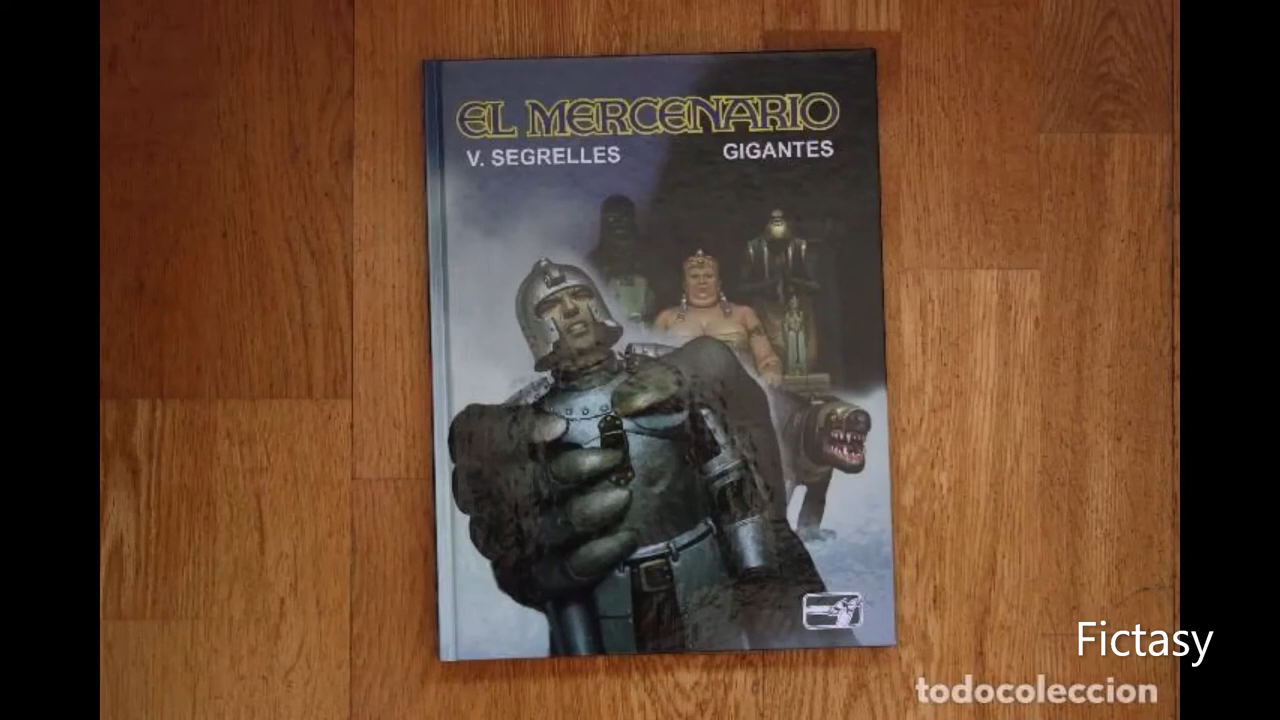 EL MERCENARIO
V. SEGRELLES GIGANTES
Fictasy
todocoleccion